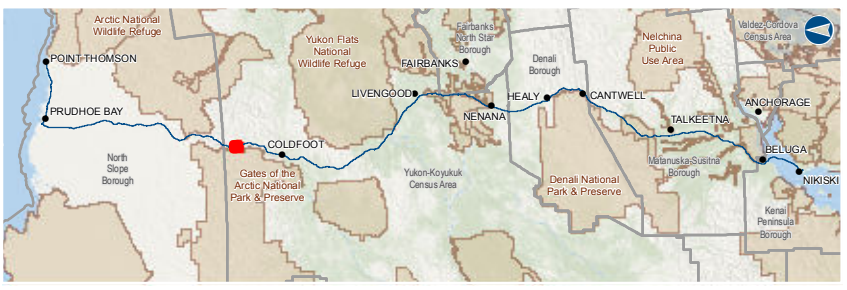 Arctic National
Wildlife Refuge
POINT THOMSON
PRUDHOE BAY
North
Slope
Borough
COLDFOOT
Gates of the
Arctic National
Park & Preserve
Yukon Flats
National
Wildlife Refuge
LIVENGOOD
FAIRBANKS
Fairbanks
North Star
Borough
NENANA
Yukon-Koyukuk
Census Area
HEALY
Denali
Borough
CANTWELL
Denali National
Park & Preserve
Nelchina
Public
Use Area
TALKEETNA
Matanuska-Susitna
Borough
Valdez-Cordova
Census Area
ANCHORAGE
BELUGA
NIKISKI
Kenai
Peninsula
Borough